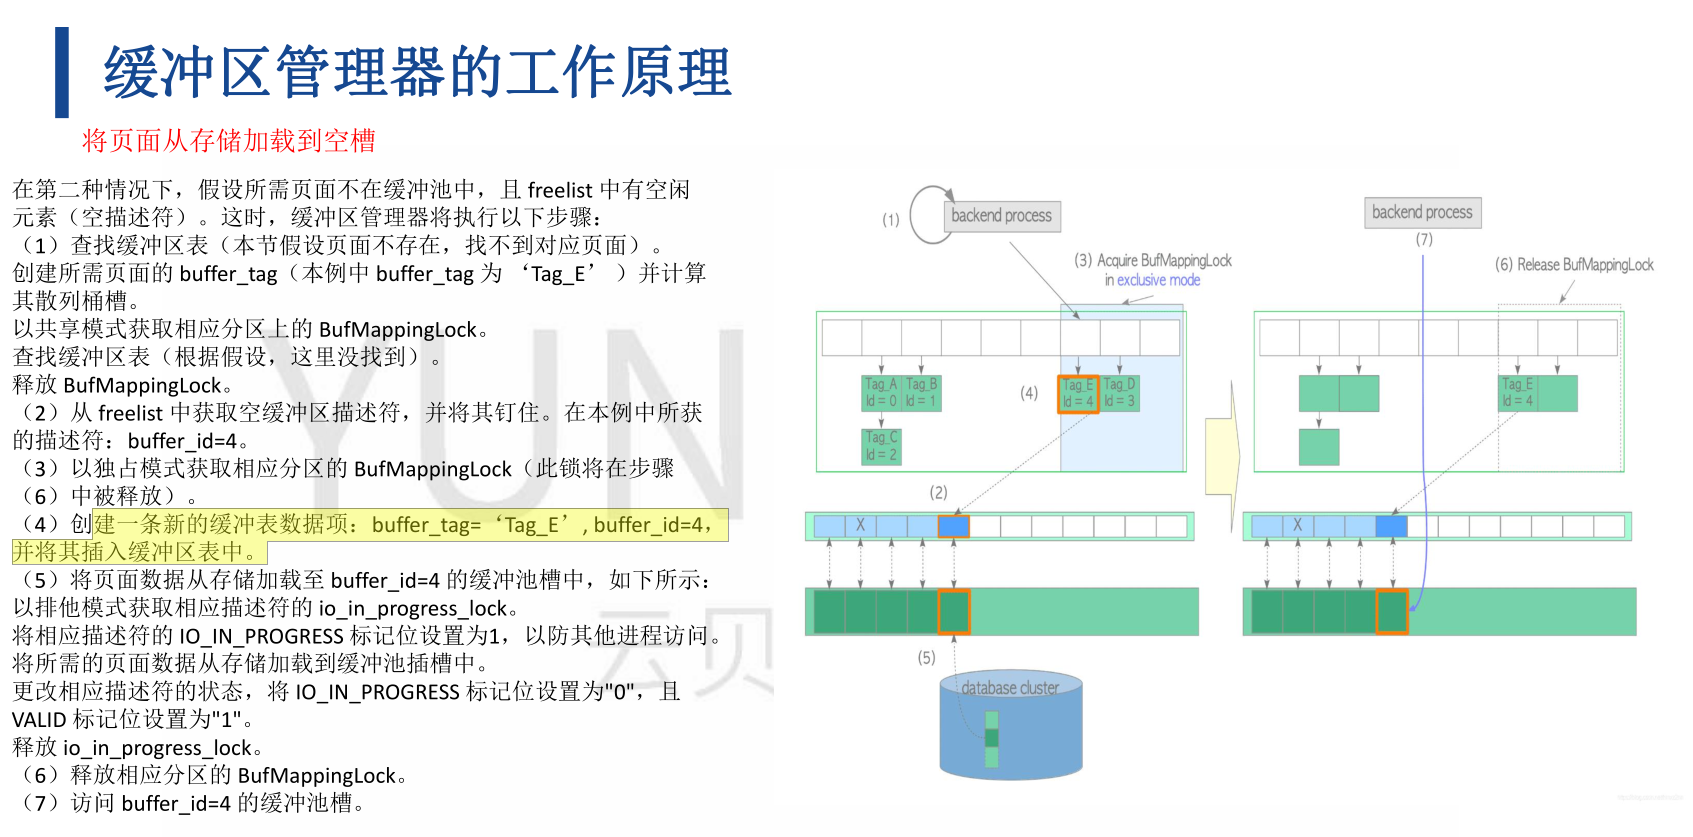 缓冲区管理器的工作原理
将页面从存储加载到空槽
在第二种情况下，假设所需页面不在缓冲池中，且 freelist 中有空闲
元素（空描述符）。这时，缓冲区管理器将执行以下步骤：
（1）查找缓冲区表（本节假设页面不存在，找不到对应页面）。
创建所需页面的 buffer_tag（本例中 buffer_tag 为 ‘Tag_E’ ）并计算
其散列桶槽。
以共享模式获取相应分区上的 BufMappingLock。
查找缓冲区表（根据假设，这里没找到）。
释放 BufMappingLock。
（2）从 freelist 中获取空缓冲区描述符，并将其钉住。在本例中所获
的描述符：buffer_id=4。
（3）以独占模式获取相应分区的 BufMappingLock（此锁将在步骤
（6）中被释放）。
（4）创建一条新的缓冲表数据项：buffer_tag=‘Tag_E’, buffer_id=4，
并将其插入缓冲区表中。
（5）将页面数据从存储加载至 buffer_id=4 的缓冲池槽中，如下所示：
以排他模式获取相应描述符的 io_in_progress_lock。
将相应描述符的 IO_IN_PROGRESS 标记位设置为1，以防其他进程访问。
将所需的页面数据从存储加载到缓冲池插槽中。
更改相应描述符的状态，将 IO_IN_PROGRESS 标记位设置为"0"，且
VALID 标记位设置为"1"。
释放 io_in_progress_lock。
（6）释放相应分区的 BufMappingLock。
（7）访问 buffer_id=4 的缓冲池槽。
YUN
云贝
(1)
backend process
(3) Acquire BufMappingLock
in exclusive mode
Tag_A Tag_B
Id = 0 Id = 1
(4)
Tag_E Tag_D
Id = 4 Id = 3
Tag_C
Id = 2
(2)
X
(5)
database cluster
backend process
(7)
(6) Release BufMappingLock
Tag_E
Id = 4
X